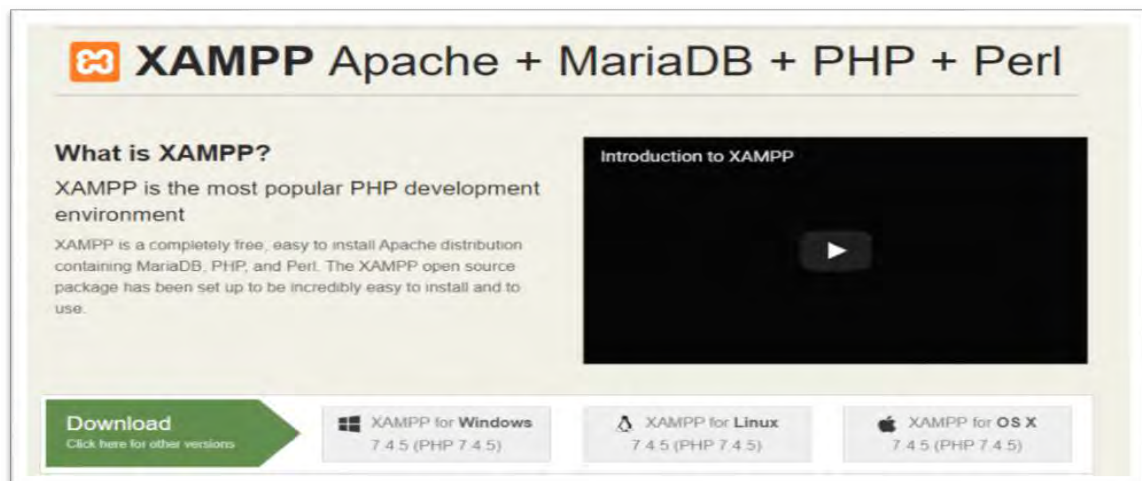 XAMPP Apache + MariaDB + PHP + Perl
What is XAMPP?
XAMPP is the most popular PHP development
environment
XAMPP is a completely free, easy to install Apache distribution
containing MariaDB, PHP, and Perl. The XAMPP open source
package has been set up to be incredibly easy to install and to
use.
Introduction to XAMPP
Download
Click here for other versions
XAMPP for Windows
7.4.5 (PHP 7.4.5)
XAMPP for Linux
7.4.5 (PHP 7.4.5)
XAMPP for OS X
7.4.5 (PHP 7.4.5)